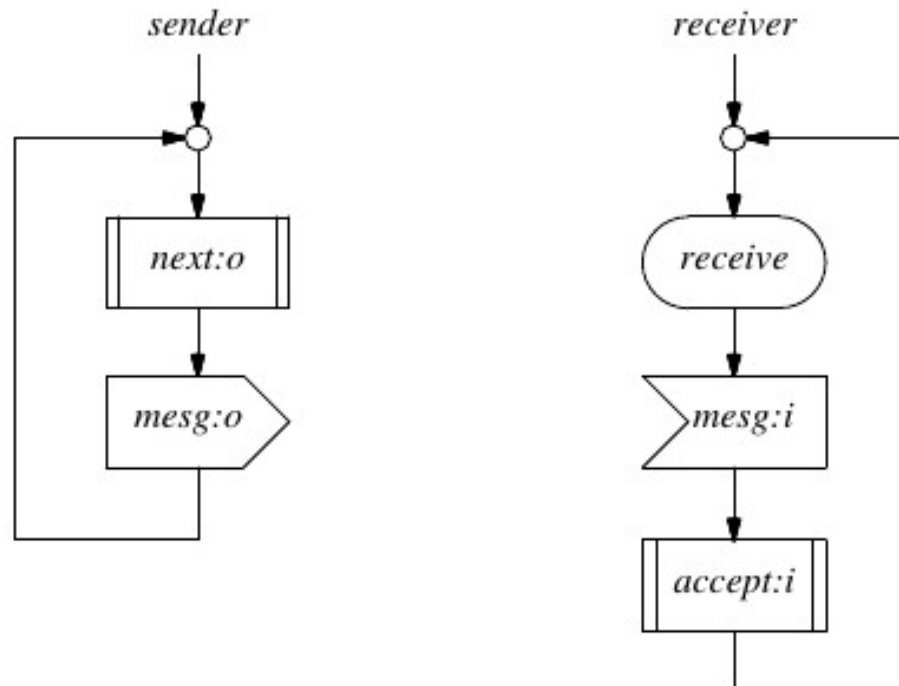 sender
next:o
mesg:o
receiver
receive
mesg:i
accept:i